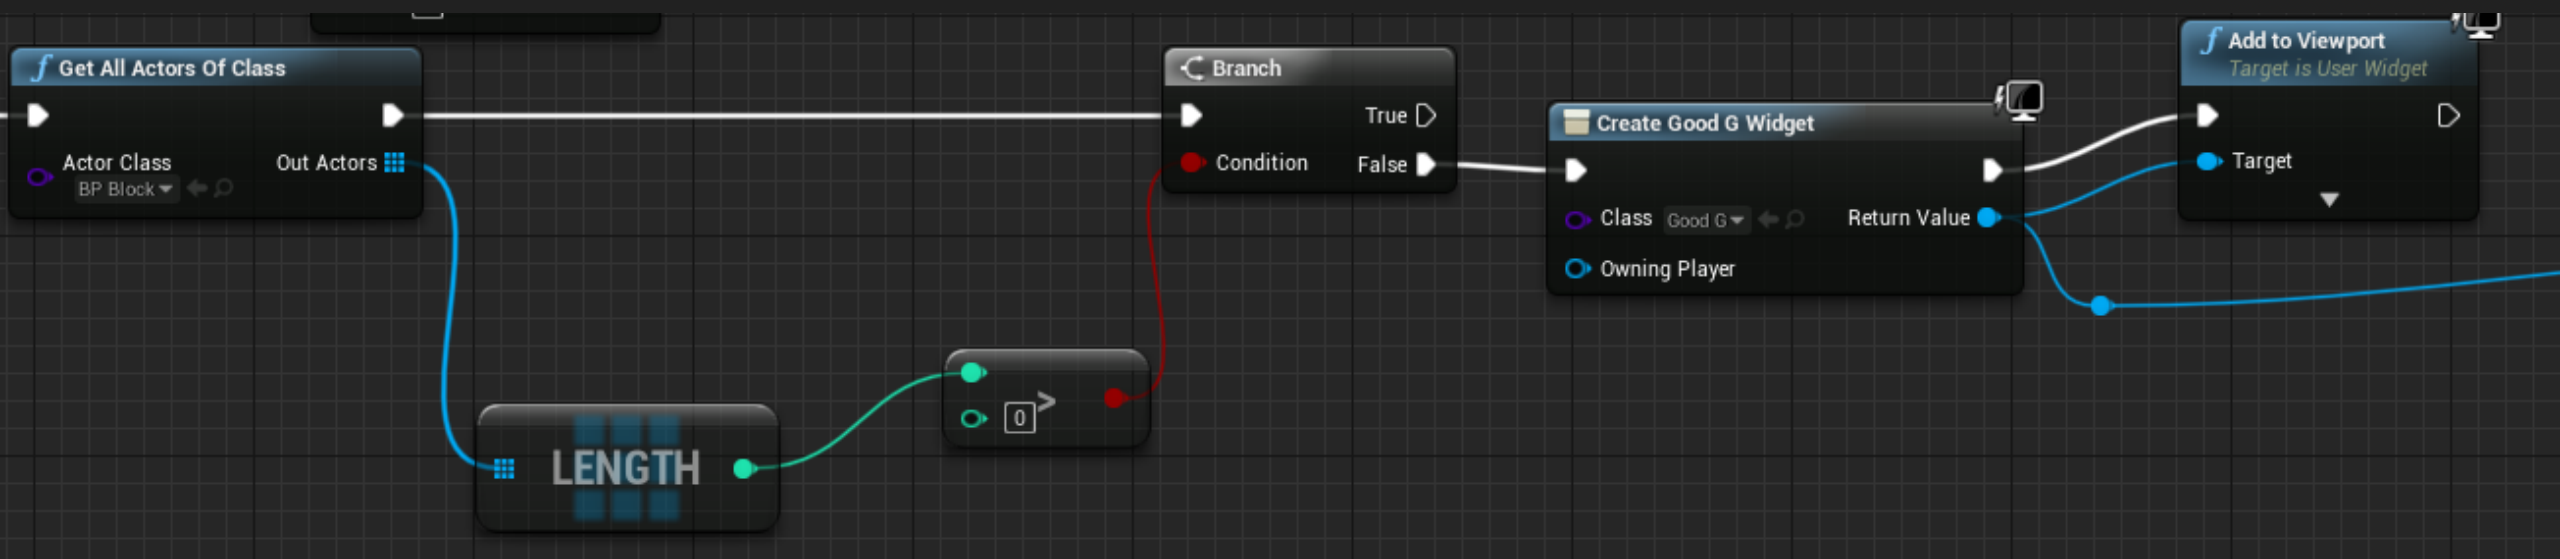 Get All Actors Of Class
Actor Class
BP Block
Out Actors
LENGTH
0
>
Branch
True
Condition
False
Create Good G Widget
Class
Good G
Return Value
Owning Player
Add to Viewport
Target is User Widget
Target